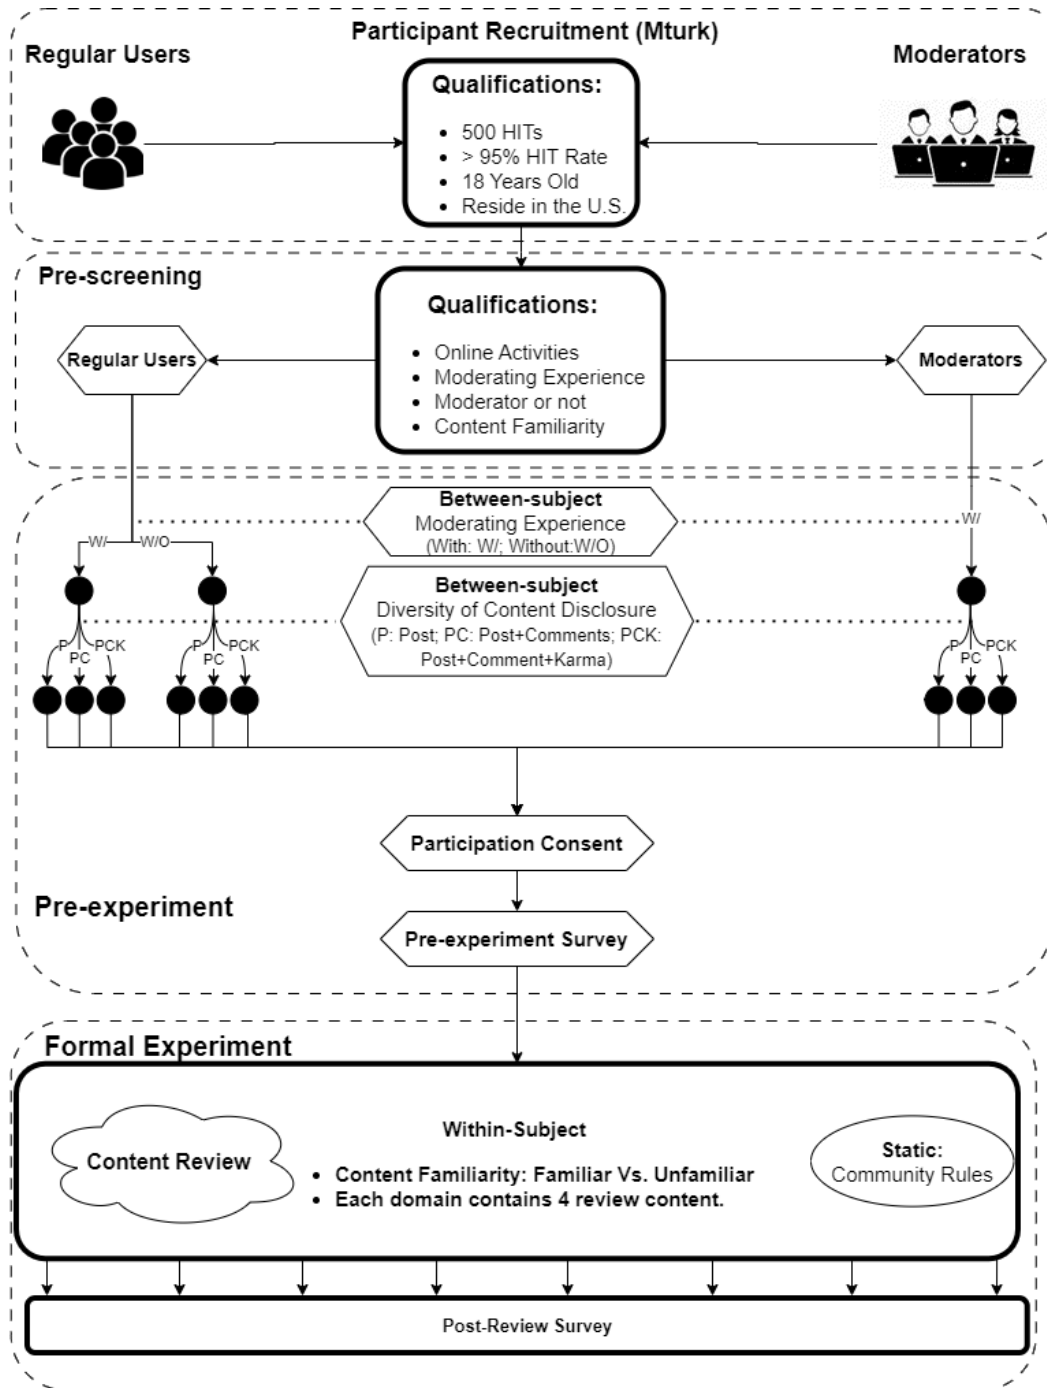 Participant Recruitment (Mturk)
Regular Users
Moderators
Qualifications:
• 500 HITs
• > 95% HIT Rate
• 18 Years Old
• Reside in the U.S.
Pre-screening
Qualifications:
• Online Activities
• Moderating Experience
• Moderator or not
• Content Familiarity
Regular Users
Moderators
Between-subject
Moderating Experience
(With: W/; Without:W/O)
W/
W/O
W/
Between-subject
Diversity of Content Disclosure
(P: Post; PC: Post+Comments; PCK:
Post+Comment+Karma)
P
PC
PCK
P
PC
PCK
P
PC
PCK
Participation Consent
Pre-experiment
Pre-experiment Survey
Formal Experiment
Content Review
Within-Subject
• Content Familiarity: Familiar Vs. Unfamiliar
• Each domain contains 4 review content.
Static:
Community Rules
Post-Review Survey